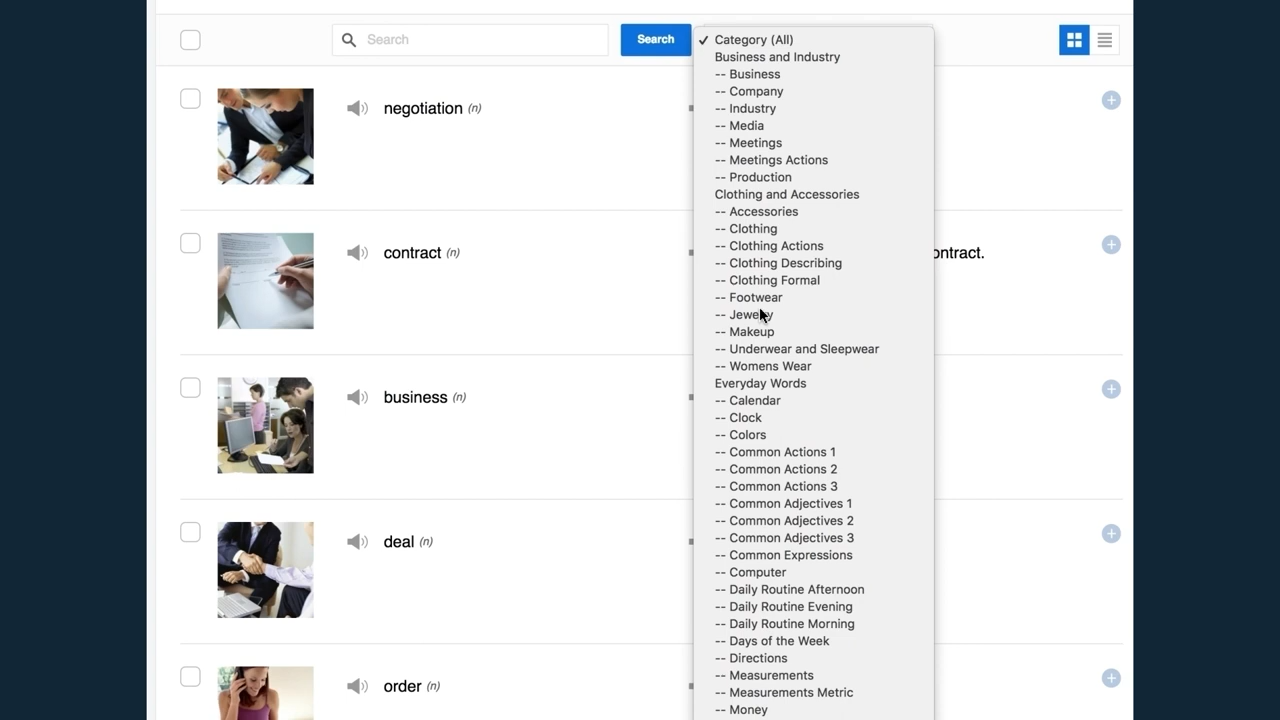 Search
Search
✓ Category (All)
Business and Industry
-- Business
-- Company
-- Industry
-- Media
-- Meetings
-- Meetings Actions
-- Production
Clothing and Accessories
-- Accessories
-- Clothing
-- Clothing Actions
-- Clothing Describing
-- Clothing Formal
-- Footwear
-- Jewelry
-- Makeup
-- Underwear and Sleepwear
-- Womens Wear
Everyday Words
-- Calendar
-- Clock
-- Colors
-- Common Actions 1
-- Common Actions 2
-- Common Actions 3
-- Common Adjectives 1
-- Common Adjectives 2
-- Common Adjectives 3
-- Common Expressions
-- Computer
-- Daily Routine Afternoon
-- Daily Routine Evening
-- Daily Routine Morning
-- Days of the Week
-- Directions
-- Measurements
-- Measurements Metric
-- Money
negotiation (n)
contract (n)
ontract.
business (n)
deal (n)
order (n)